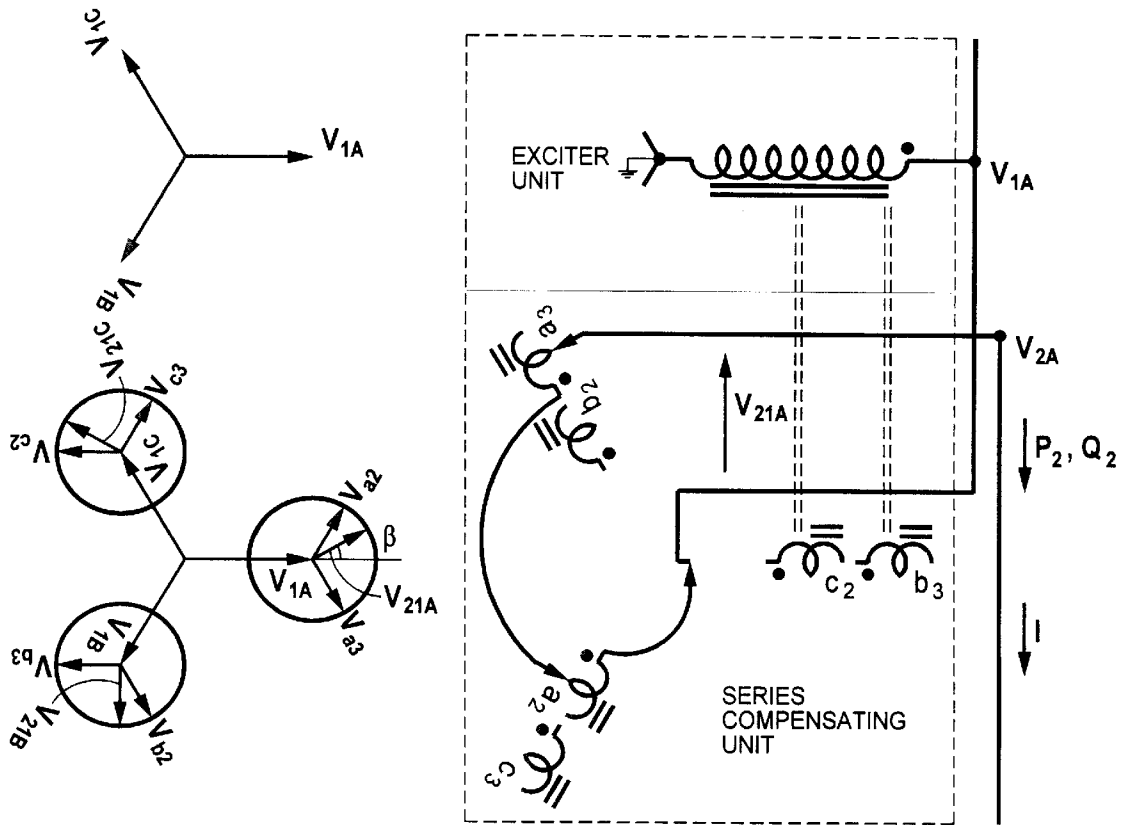 V1C
V1A
V1B
V21C
Vc3
Vc2
V1C
Va2
β
V1A
V21A
Va3
V1B
Vb3
V21B
Vb2
EXCITER
UNIT
V1A
a3
b2
V2A
V21A
P2, Q2
c2
b3
I
a2
c3
SERIES
COMPENSATING
UNIT